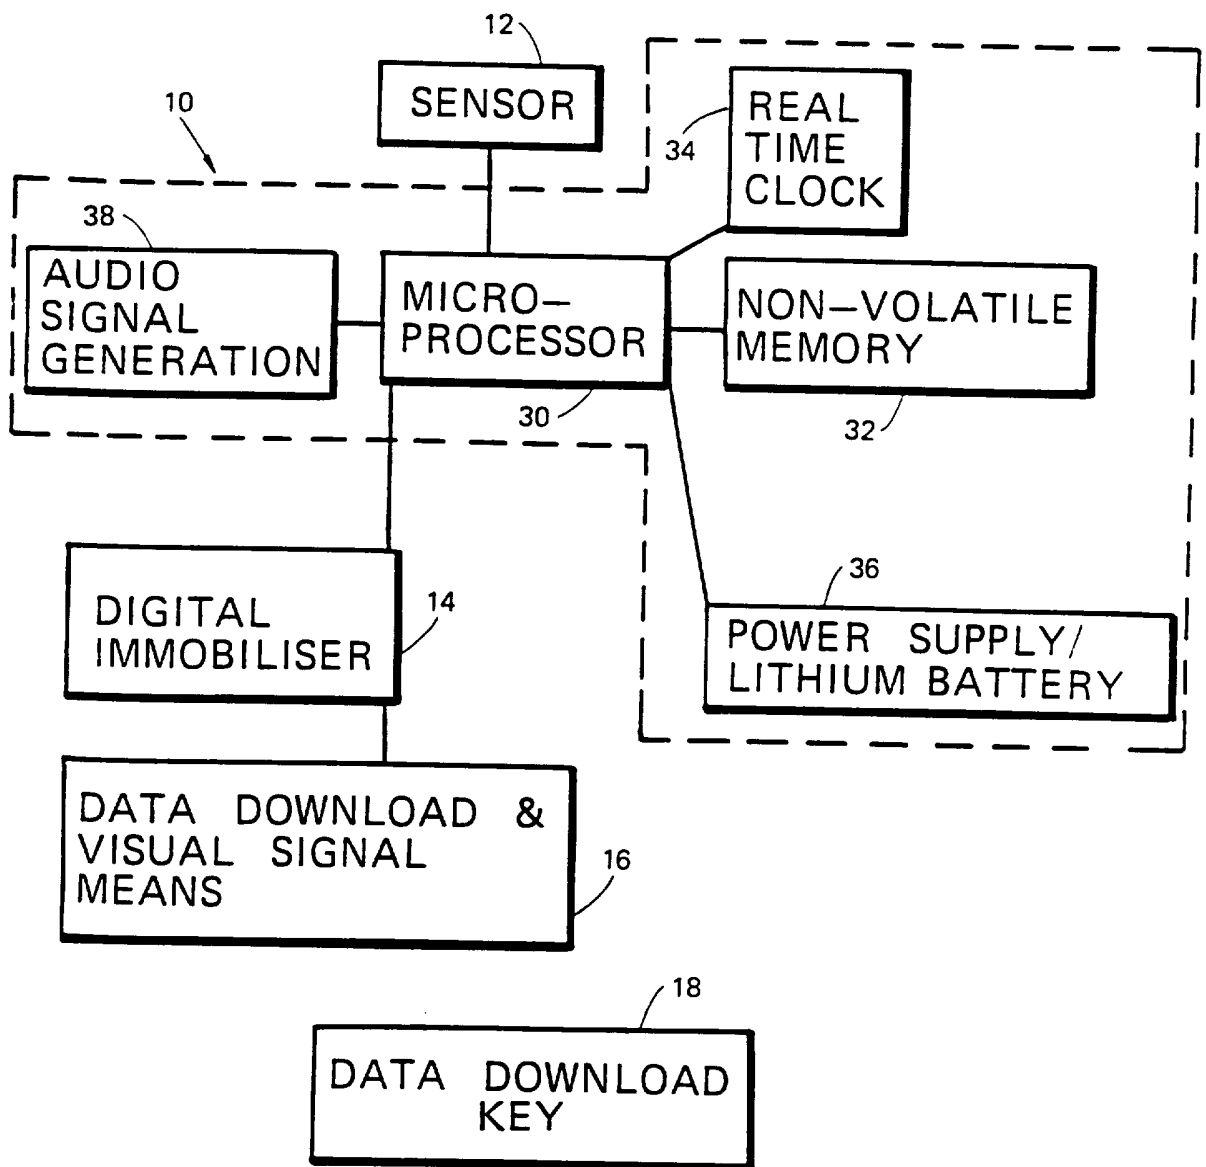 12
SENSOR
10
34
REAL
TIME
CLOCK
38
AUDIO
SIGNAL
GENERATION
MICRO–
PROCESSOR
30
NON–VOLATILE
MEMORY
32
DIGITAL
IMMOBILISER
14
36
POWER SUPPLY/
LITHIUM BATTERY
DATA DOWNLOAD &
VISUAL SIGNAL
MEANS
16
18
DATA DOWNLOAD
KEY